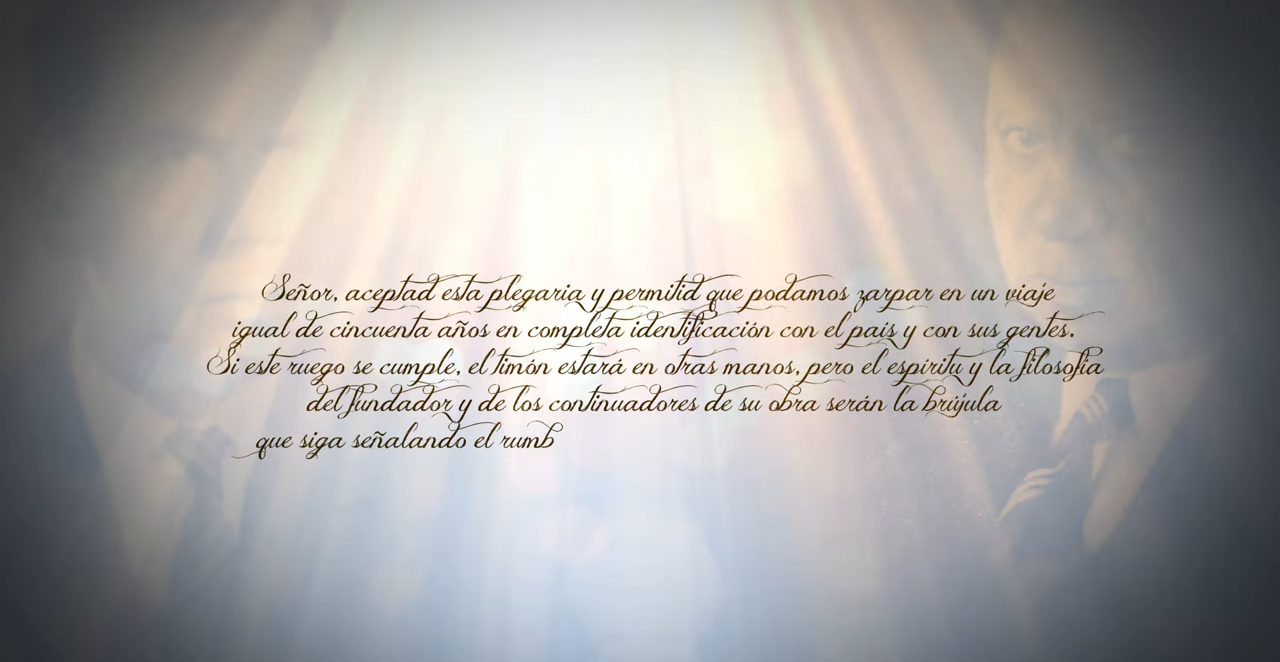 Señor, aceptad esta plegaria y permitid que podamos zarpar en un viaje
igual de cincuenta años en completa identificación con el país y con sus gentes.
Si este ruego se cumple, el timón estará en otras manos, pero el espíritu y la filosofía
del fundador y de los continuadores de su obra serán la brújula
que siga señalando el rumb